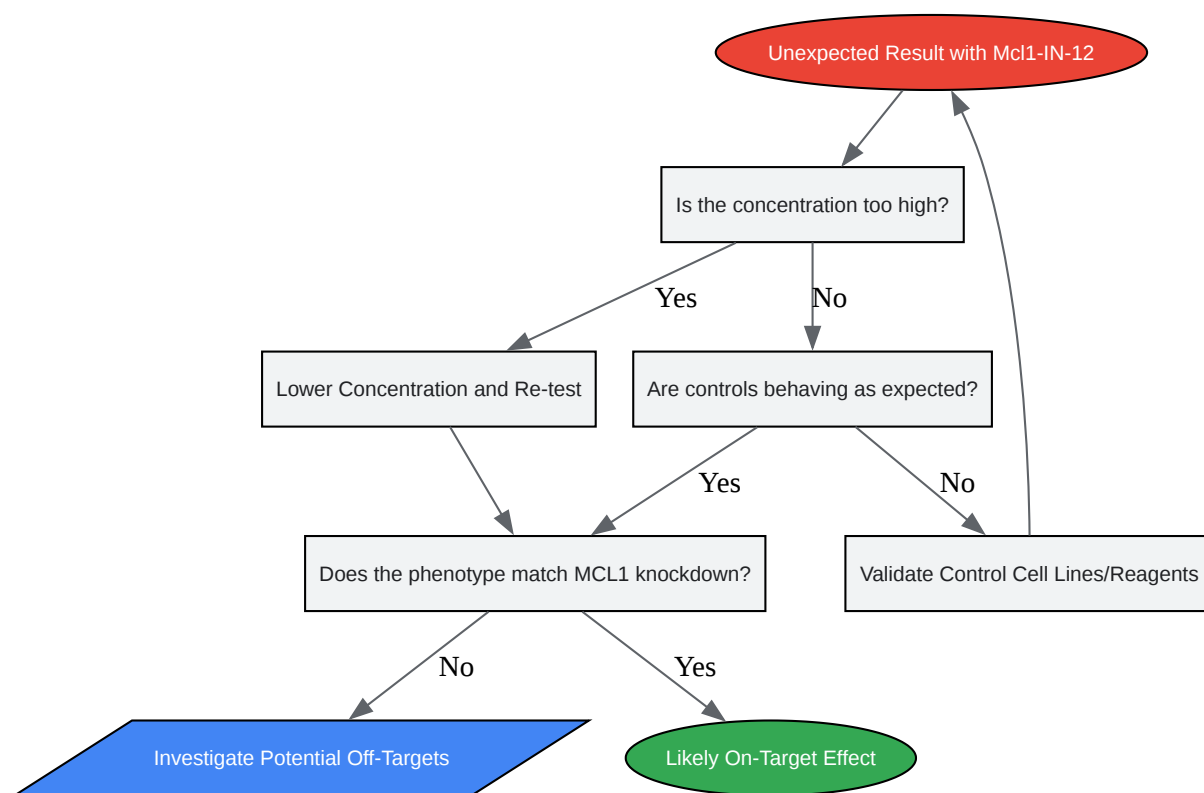 Unexpected Result with Mcl1-IN-12
Is the concentration too high?
Yes
No
Lower Concentration and Re-test
Are controls behaving as expected?
Yes
No
Does the phenotype match MCL1 knockdown?
Validate Control Cell Lines/Reagents
No
Yes
Investigate Potential Off-Targets
Likely On-Target Effect